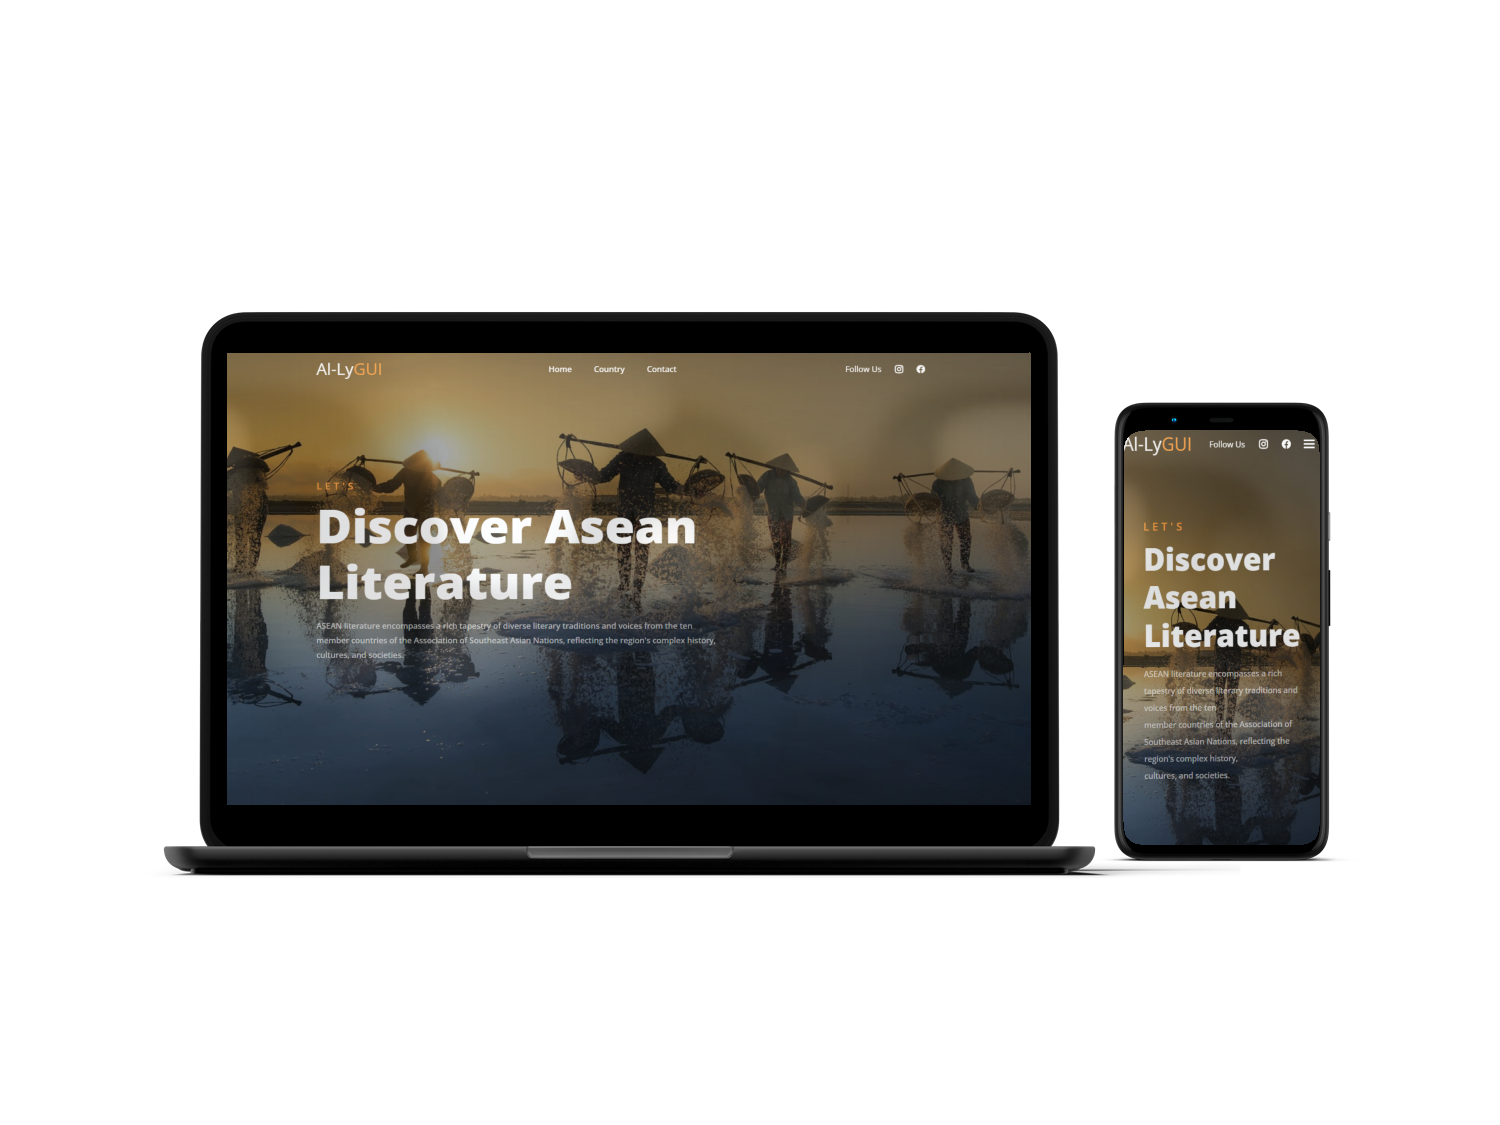 Al-LyGUI
Home Country Contact
Follow Us
LET'S
Discover Asean
Literature
ASEAN literature encompasses a rich tapestry of diverse literary traditions and voices from the ten
member countries of the Association of Southeast Asian Nations, reflecting the region's complex history,
cultures, and societies.
Al-LyGUI
Follow Us
LET'S
Discover
Asean
Literature
ASEAN literature encompasses a rich
tapestry of diverse literary traditions and
voices from the ten
member countries of the Association of
Southeast Asian Nations, reflecting the
region's complex history,
cultures, and societies.